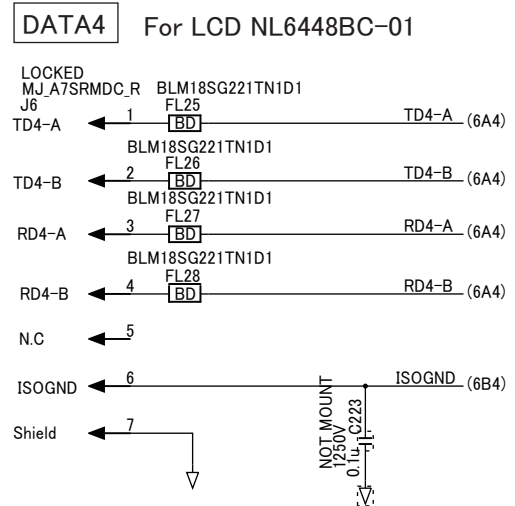 DATA4 For LCD NL6448BC-01
LOCKED
MJ_A7SRMDC_R BLM18SG221TN1D1
J6 FL25
TD4-A 1 BD TD4-A (6A4)
BLM18SG221TN1D1
FL26
TD4-B 2 BD TD4-B (6A4)
BLM18SG221TN1D1
FL27
RD4-A 3 BD RD4-A (6A4)
BLM18SG221TN1D1
FL28
RD4-B 4 BD RD4-B (6A4)
N.C 5
ISOGND 6 ISOGND (6B4)
Shield 7
NOT MOUNT
1250V
0.1u C223